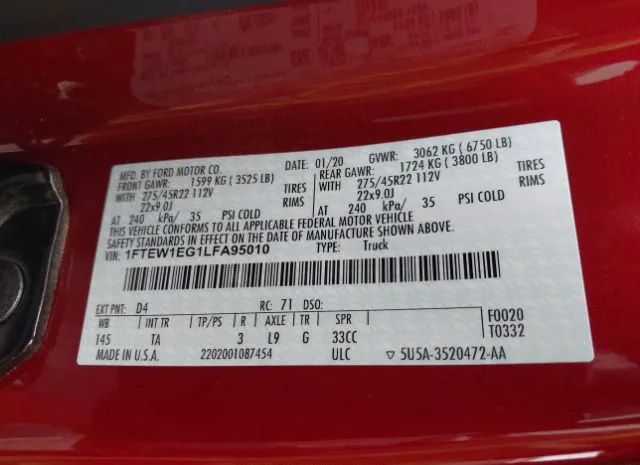 MFD. BY FORD MOTOR CO. DATE: 01/20 GVWR: 3062 KG ( 6750 LB)
FRONT GAWR: 1599 KG ( 3525 LB) REAR GAWR: 1724 KG ( 3800 LB)
WITH 275/45R22 112V TIRES WITH 275/45R22 112V TIRES
22x9.0J RIMS 22x9.0J RIMS
AT 240 kPa/ 35 PSI COLD AT 240 kPa/ 35 PSI COLD
THIS VEHICLE CONFORMS TO ALL APPLICABLE FEDERAL MOTOR VEHICLE
SAFETY STANDARDS IN EFFECT ON THE DATE OF MANUFACTURE SHOWN ABOVE.
VIN: 1FTEW1EG1LFA95010 TYPE: Truck
EXT PNT: D4 RC: 71 DSO: F0020
WB INT TR TP/PS R AXLE TR SPR T0332
145 TA 3 L9 G 33CC
MADE IN U.S.A. 2202001087454 ULC ▽ 5U5A-3520472-AA